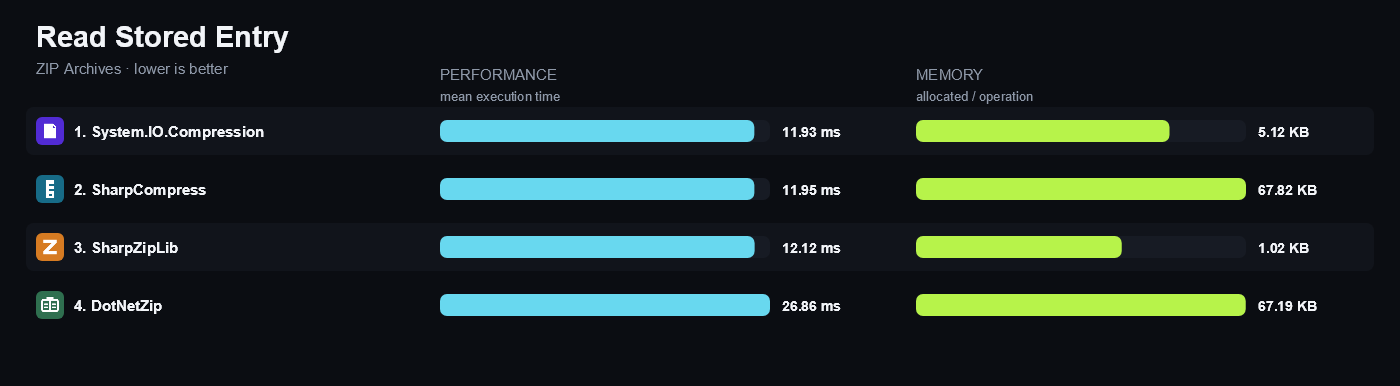 Read Stored Entry
ZIP Archives · lower is better
PERFORMANCE
mean execution time
MEMORY
allocated / operation
1. System.IO.Compression 11.93 ms 5.12 KB
2. SharpCompress 11.95 ms 67.82 KB
3. SharpZipLib 12.12 ms 1.02 KB
4. DotNetZip 26.86 ms 67.19 KB